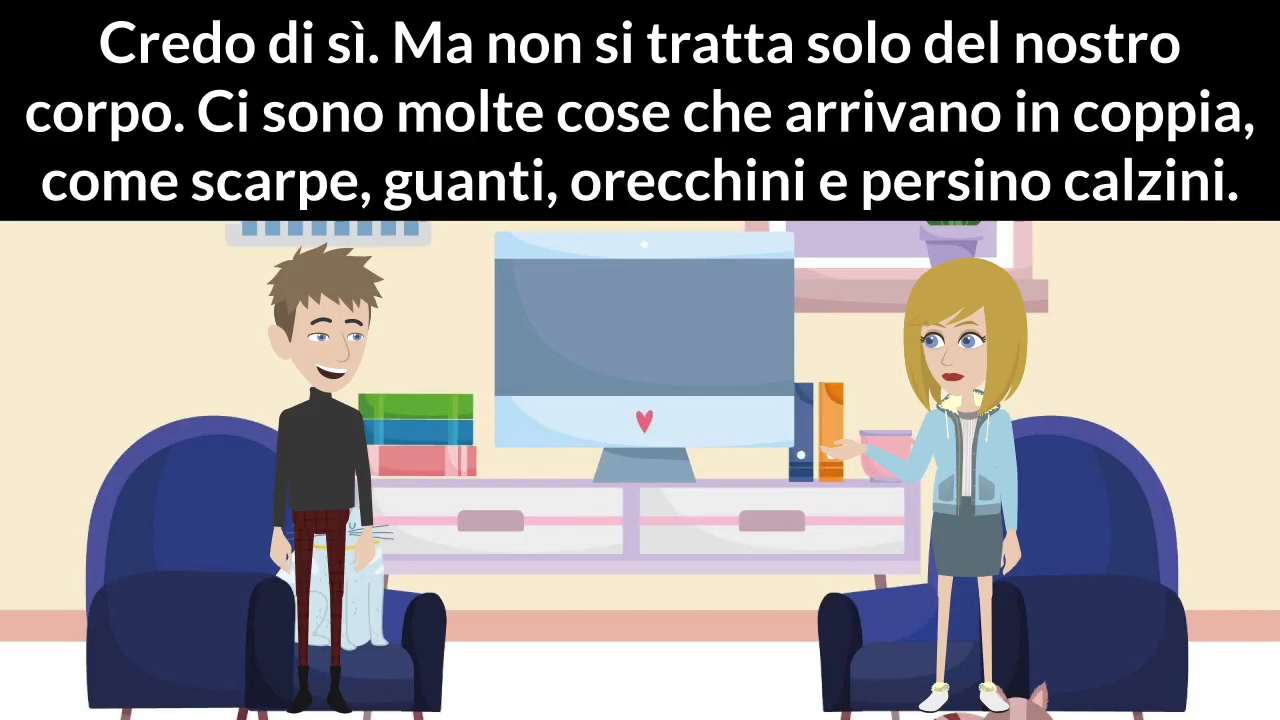 Credo di sì. Ma non si tratta solo del nostro
corpo. Ci sono molte cose che arrivano in coppia,
come scarpe, guanti, orecchini e persino calzini.